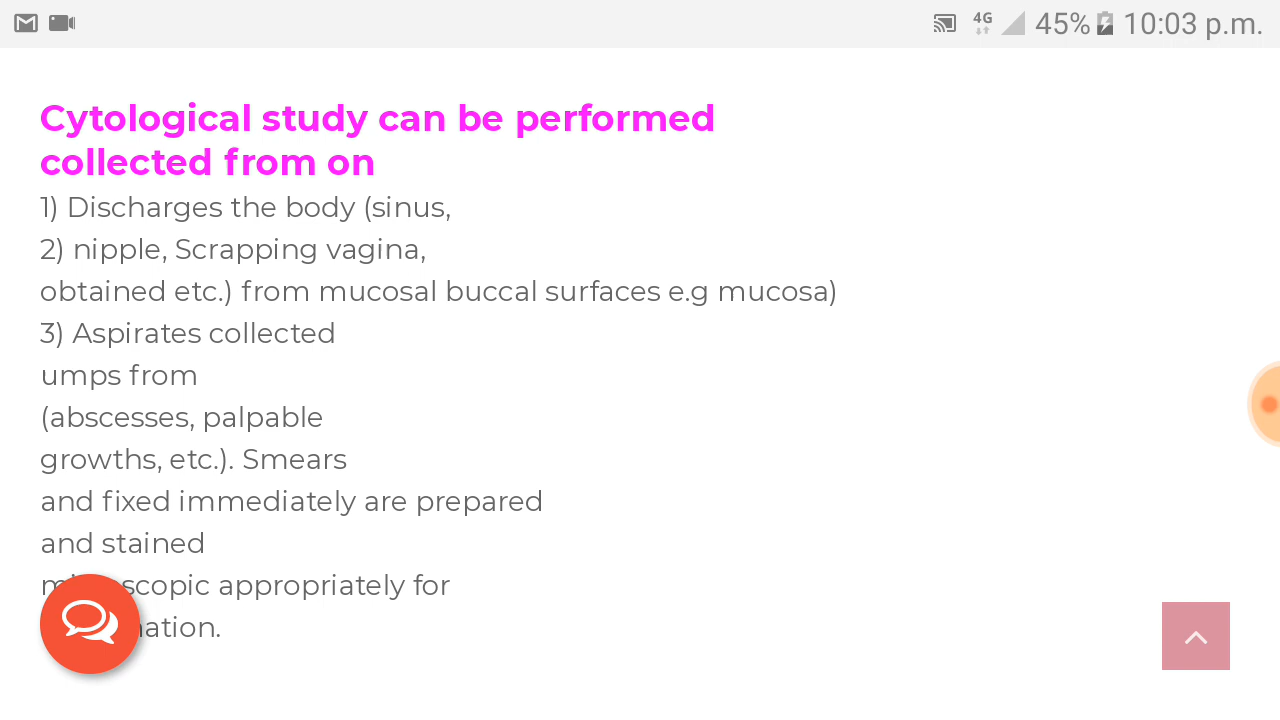 4G 45% 10:03 p.m.
Cytological study can be performed
collected from on
1) Discharges the body (sinus,
2) nipple, Scrapping vagina,
obtained etc.) from mucosal buccal surfaces e.g mucosa)
3) Aspirates collected
umps from
(abscesses, palpable
growths, etc.). Smears
and fixed immediately are prepared
and stained
appropriately for